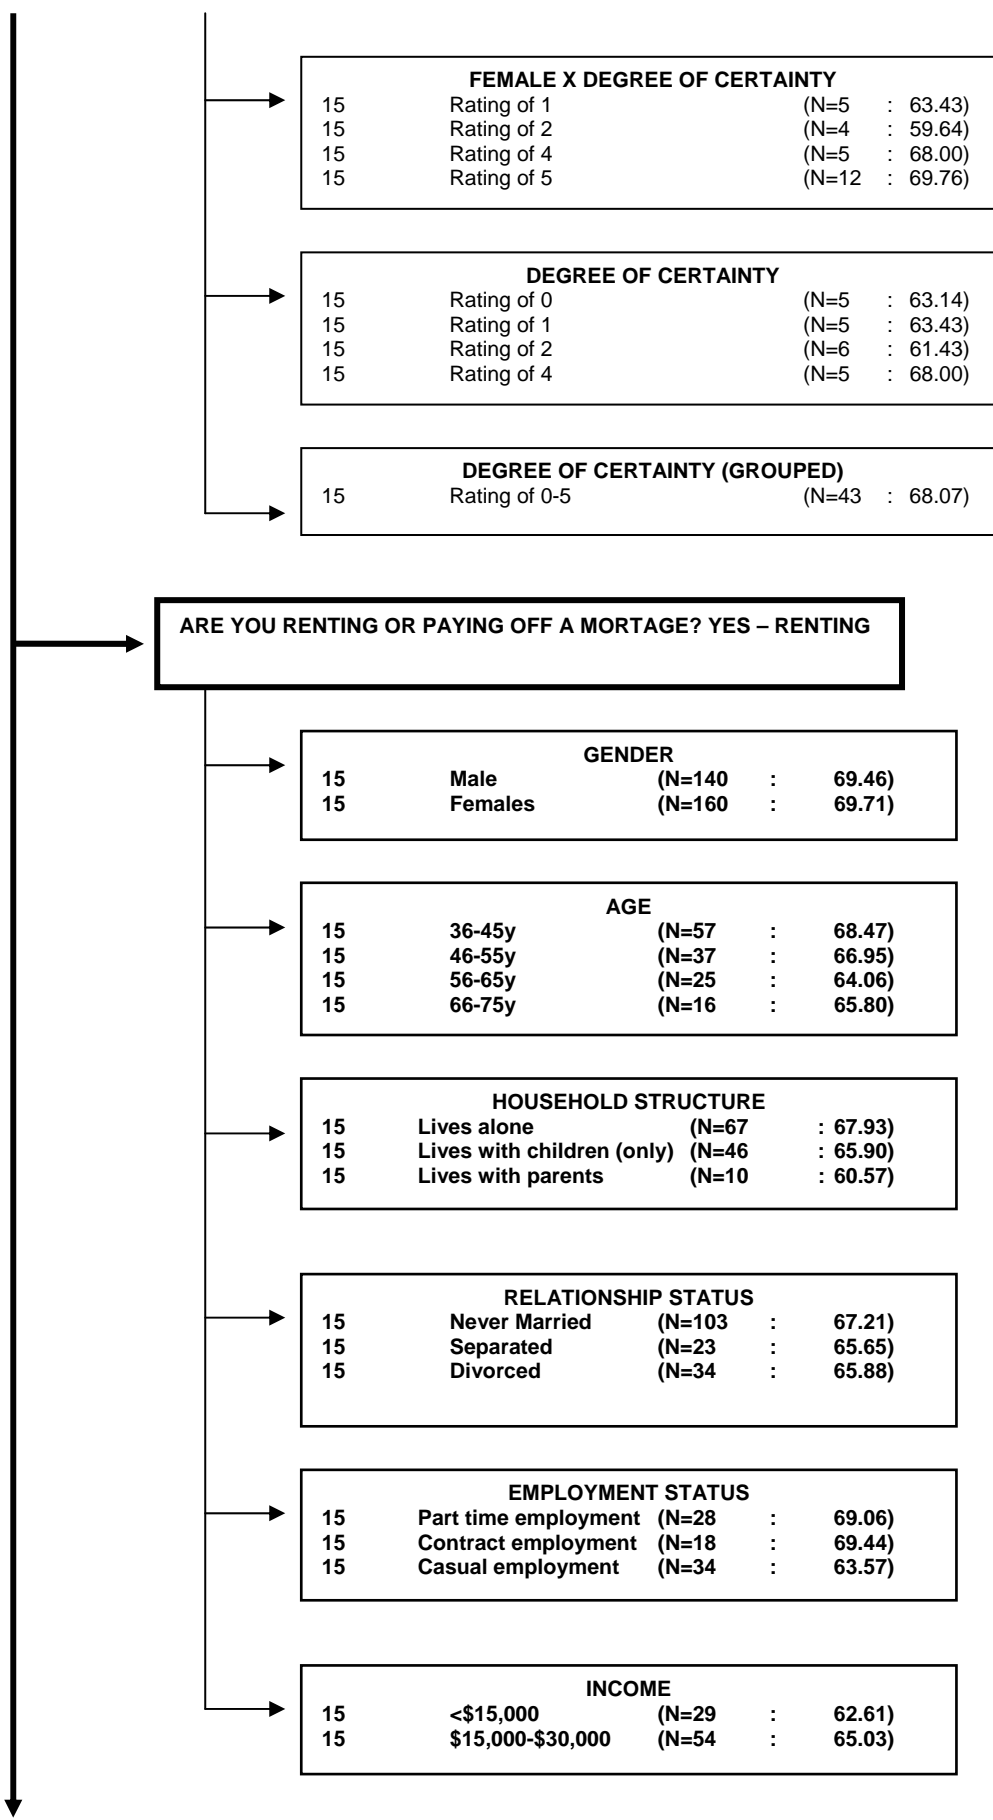 FEMALE X DEGREE OF CERTAINTY
15 Rating of 1 (N=5 : 63.43)
15 Rating of 2 (N=4 : 59.64)
15 Rating of 4 (N=5 : 68.00)
15 Rating of 5 (N=12 : 69.76)
DEGREE OF CERTAINTY
15 Rating of 0 (N=5 : 63.14)
15 Rating of 1 (N=5 : 63.43)
15 Rating of 2 (N=6 : 61.43)
15 Rating of 4 (N=5 : 68.00)
DEGREE OF CERTAINTY (GROUPED)
15 Rating of 0-5 (N=43 : 68.07)
ARE YOU RENTING OR PAYING OFF A MORTAGE? YES – RENTING
GENDER
15 Male (N=140 : 69.46)
15 Females (N=160 : 69.71)
AGE
15 36-45y (N=57 : 68.47)
15 46-55y (N=37 : 66.95)
15 56-65y (N=25 : 64.06)
15 66-75y (N=16 : 65.80)
HOUSEHOLD STRUCTURE
15 Lives alone (N=67 : 67.93)
15 Lives with children (only) (N=46 : 65.90)
15 Lives with parents (N=10 : 60.57)
RELATIONSHIP STATUS
15 Never Married (N=103 : 67.21)
15 Separated (N=23 : 65.65)
15 Divorced (N=34 : 65.88)
EMPLOYMENT STATUS
15 Part time employment (N=28 : 69.06)
15 Contract employment (N=18 : 69.44)
15 Casual employment (N=34 : 63.57)
INCOME
15 <$15,000 (N=29 : 62.61)
15 $15,000-$30,000 (N=54 : 65.03)